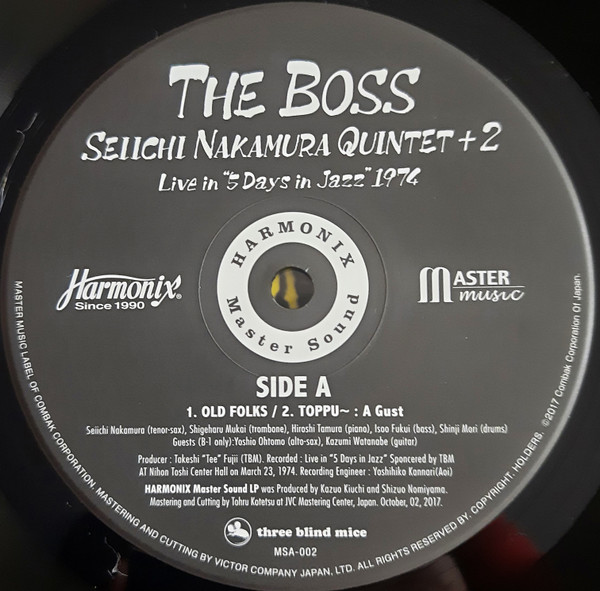 THE BOSS
SEIICHI NAKAMURA QUINTET + 2
Live in "5 Days in Jazz" 1974
HARMONIX
Master Sound
Harmonix®
Since 1990
MASTER
music
SIDE A
1. OLD FOLKS / 2. TOPPU~ : A Gust
Seiichi Nakamura (tenor-sax), Shigeharu Mukai (trombone), Hiroshi Tamura (piano), Isoo Fukui (bass), Shinji Mori (drums)
Guests (B-1 only):Yoshio Ohtomo (alto-sax), Kazumi Watanabe (guitar)
Producer : Takeshi "Tee" Fujii (TBM). Recorded : Live in "5 Days in Jazz" Sponcered by TBM
AT Nihon Toshi Center Hall on March 23, 1974. Recording Engineer : Yoshihiko Kannari(Aoi)
HARMONIX Master Sound LP was Produced by Kazuo Kiuchi and Shizuo Nomiyama.
Mastering and Cutting by Tohru Kotetsu at JVC Mastering Center, Japan. October, 02, 2017.
three blind mice
MSA-002
MASTER MUSIC LABEL OF COMBAK CORPORATION. MASTERING AND CUTTING BY VICTOR COMPANY JAPAN, LTD. ALL RIGHTS RESERVED BY. COPYRIGHT. HOLDERS. ©2017 Combak Corporation Of Japan.